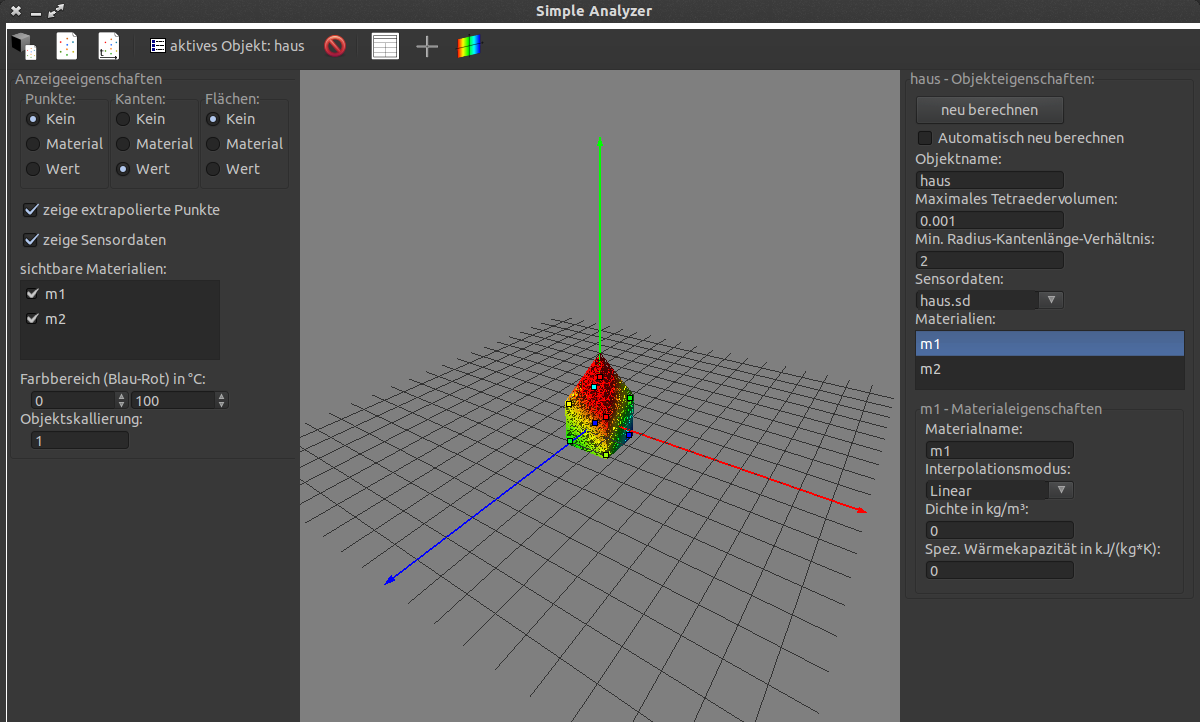 Simple Analyzer
aktives Objekt: haus
Anzeigeeigenschaften
Punkte: Kanten: Flächen:
Kein Kein Kein
Material Material Material
Wert Wert Wert
zeige extrapolierte Punkte
zeige Sensordaten
sichtbare Materialien:
m1
m2
Farbbereich (Blau-Rot) in °C:
0 100
Objektskallierung:
1
haus - Objekteigenschaften:
neu berechnen
Automatisch neu berechnen
Objektname:
haus
Maximales Tetraedervolumen:
0.001
Min. Radius-Kantenlänge-Verhältnis:
2
Sensordaten:
haus.sd
Materialien:
m1
m2
m1 - Materialeigenschaften
Materialname:
m1
Interpolationsmodus:
Linear
Dichte in kg/m³:
0
Spez. Wärmekapazität in kJ/(kg*K):
0